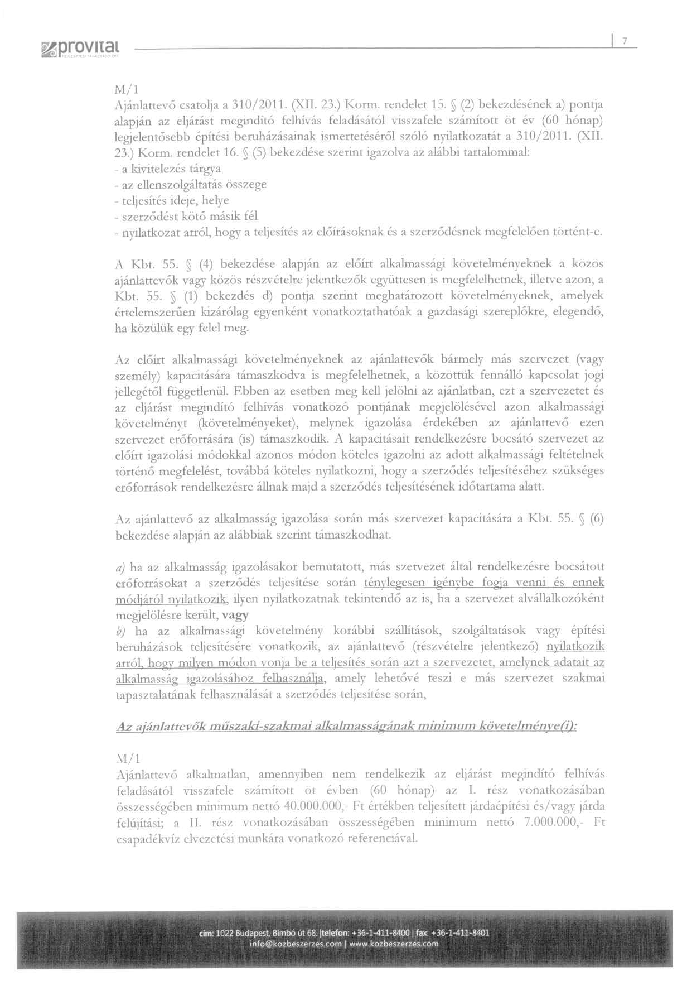 provital
FEJLESZTÉSI TANÁCSADÓ ZRT.
7
M/1
Ajánlattevő csatolja a 310/2011. (XII. 23.) Korm. rendelet 15. § (2) bekezdésének a) pontja
alapján az eljárást megindító felhívás feladásától visszafele számított öt év (60 hónap)
legjelentősebb építési beruházásainak ismertetéséről szóló nyilatkozatát a 310/2011. (XII.
23.) Korm. rendelet 16. § (5) bekezdése szerint igazolva az alábbi tartalommal:
- a kivitelezés tárgya
- az ellenszolgáltatás összege
- teljesítés ideje, helye
- szerződést kötő másik fél
- nyilatkozat arról, hogy a teljesítés az előírásoknak és a szerződésnek megfelelően történt-e.
A Kbt. 55. § (4) bekezdése alapján az előírt alkalmassági követelményeknek a közös
ajánlattevők vagy közös részvételre jelentkezők együttesen is megfelelhetnek, illetve azon, a
Kbt. 55. § (1) bekezdés d) pontja szerint meghatározott követelményeknek, amelyek
értelemszerűen kizárólag egyenként vonatkoztathatóak a gazdasági szereplőkre, elegendő,
ha közülük egy felel meg.
Az előírt alkalmassági követelményeknek az ajánlattevők bármely más szervezet (vagy
személy) kapacitására támaszkodva is megfelelhetnek, a közöttük fennálló kapcsolat jogi
jellegétől függetlenül. Ebben az esetben meg kell jelölni az ajánlatban, ezt a szervezetet és
az eljárást megindító felhívás vonatkozó pontjának megjelölésével azon alkalmassági
követelményt (követelményeket), melynek igazolása érdekében az ajánlattevő ezen
szervezet erőforrására (is) támaszkodik. A kapacitásait rendelkezésre bocsátó szervezet az
előírt igazolási módokkal azonos módon köteles igazolni az adott alkalmassági feltételnek
történő megfelelést, továbbá köteles nyilatkozni, hogy a szerződés teljesítéséhez szükséges
erőforrások rendelkezésre állnak majd a szerződés teljesítésének időtartama alatt.
Az ajánlattevő az alkalmasság igazolása során más szervezet kapacitására a Kbt. 55. § (6)
bekezdése alapján az alábbiak szerint támaszkodhat.
a) ha az alkalmasság igazolásakor bemutatott, más szervezet által rendelkezésre bocsátott
erőforrásokat a szerződés teljesítése során ténylegesen igénybe fogja venni és ennek
módjáról nyilatkozik, ilyen nyilatkozatnak tekintendő az is, ha a szervezet alvállalkozóként
megjelölésre került, vagy
b) ha az alkalmassági követelmény korábbi szállítások, szolgáltatások vagy építési
beruházások teljesítésére vonatkozik, az ajánlattevő (részvételre jelentkező) nyilatkozik
arról, hogy milyen módon vonja be a teljesítés során azt a szervezetet, amelynek adatait az
alkalmasság igazolásához felhasználja, amely lehetővé teszi e más szervezet szakmai
tapasztalatának felhasználását a szerződés teljesítése során,
Az ajánlattevők műszaki-szakmai alkalmasságának minimum követelménye(i):
M/1
Ajánlattevő alkalmatlan, amennyiben nem rendelkezik az eljárást megindító felhívás
feladásától visszafele számított öt évben (60 hónap) az I. rész vonatkozásában
összességében minimum nettó 40.000.000,- Ft értékben teljesített járdaépítési és/vagy járda
felújítási; a II. rész vonatkozásában összességében minimum nettó 7.000.000,- Ft
csapadékvíz elvezetési munkára vonatkozó referenciával.
cím: 1022 Budapest, Bimbó út 68. |telefon: +36-1-411-8400 | fax: +36-1-411-8401
info@kozbeszerzes.com | www.kozbeszerzes.com